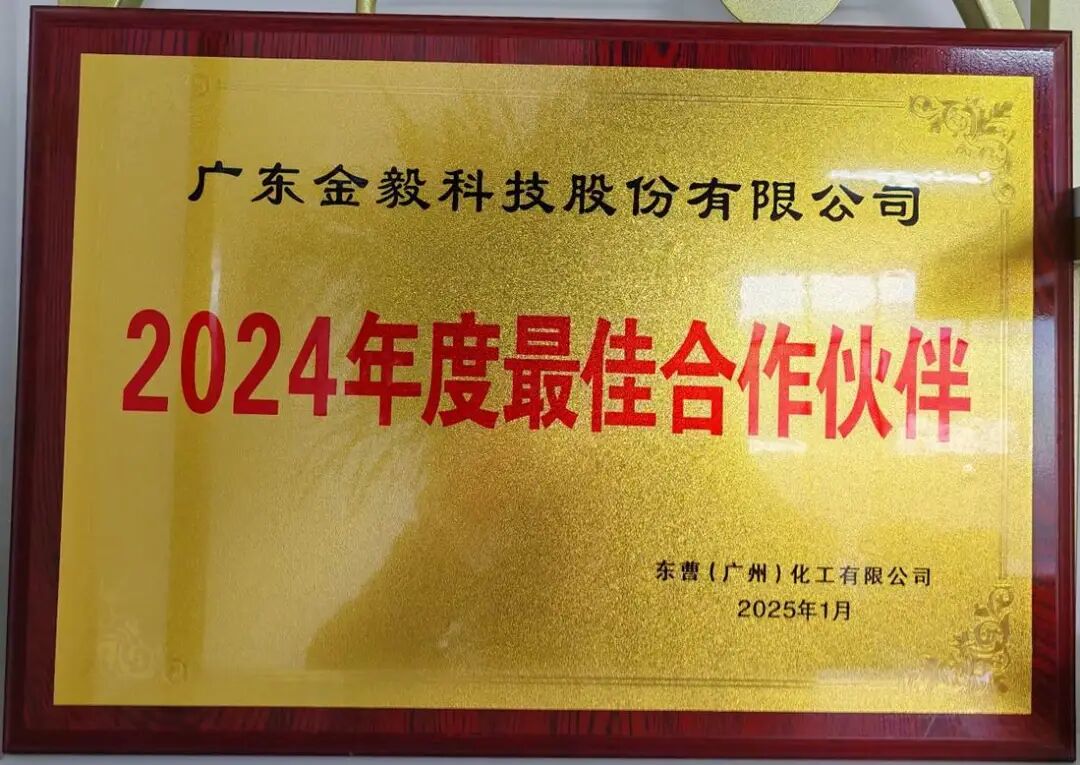 广东金毅科技股份有限公司
2024年度最佳合作伙伴
东曹（广州）化工有限公司
2025年1月